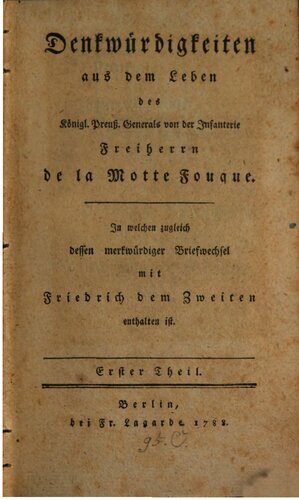 Denkwürdigkeiten
aus dem Leben
des
Königl. Preuß. Generals von der Infanterie
Freiherrn
de la Motte Fouque.
In welchen zugleich
dessen merkwürdiger Briefwechsel
mit
Friedrich dem Zweiten
enthalten ist.
Erster Theil.
Berlin,
bei Fr. Lagarde. 1788.